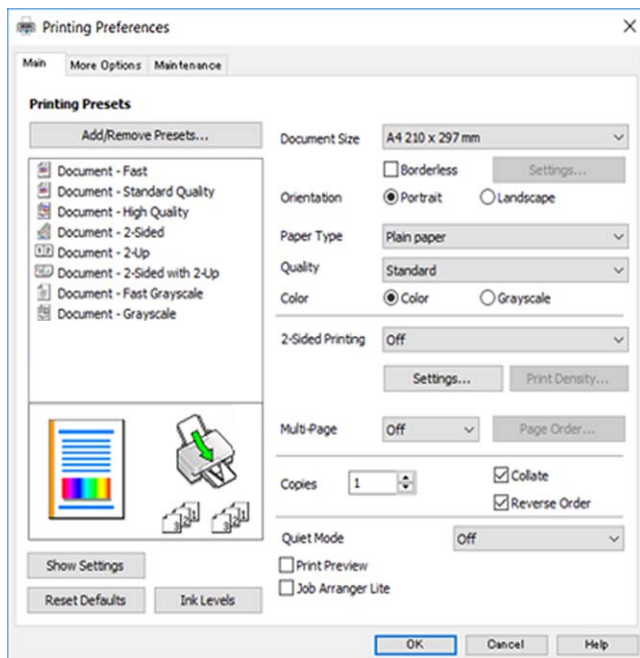 Printing Preferences
Main More Options Maintenance
Printing Presets
Add/Remove Presets...
Document - Fast
Document - Standard Quality
Document - High Quality
Document - 2-Sided
Document - 2-Up
Document - 2-Sided with 2-Up
Document - Fast Grayscale
Document - Grayscale
Show Settings
Reset Defaults Ink Levels
Document Size A4 210 x 297 mm
Borderless Settings...
Orientation Portrait Landscape
Paper Type Plain paper
Quality Standard
Color Color Grayscale
2-Sided Printing Off
Settings... Print Density...
Multi-Page Off Page Order...
Copies 1 Collate
Reverse Order
Quiet Mode Off
Print Preview
Job Arranger Lite
OK Cancel Help